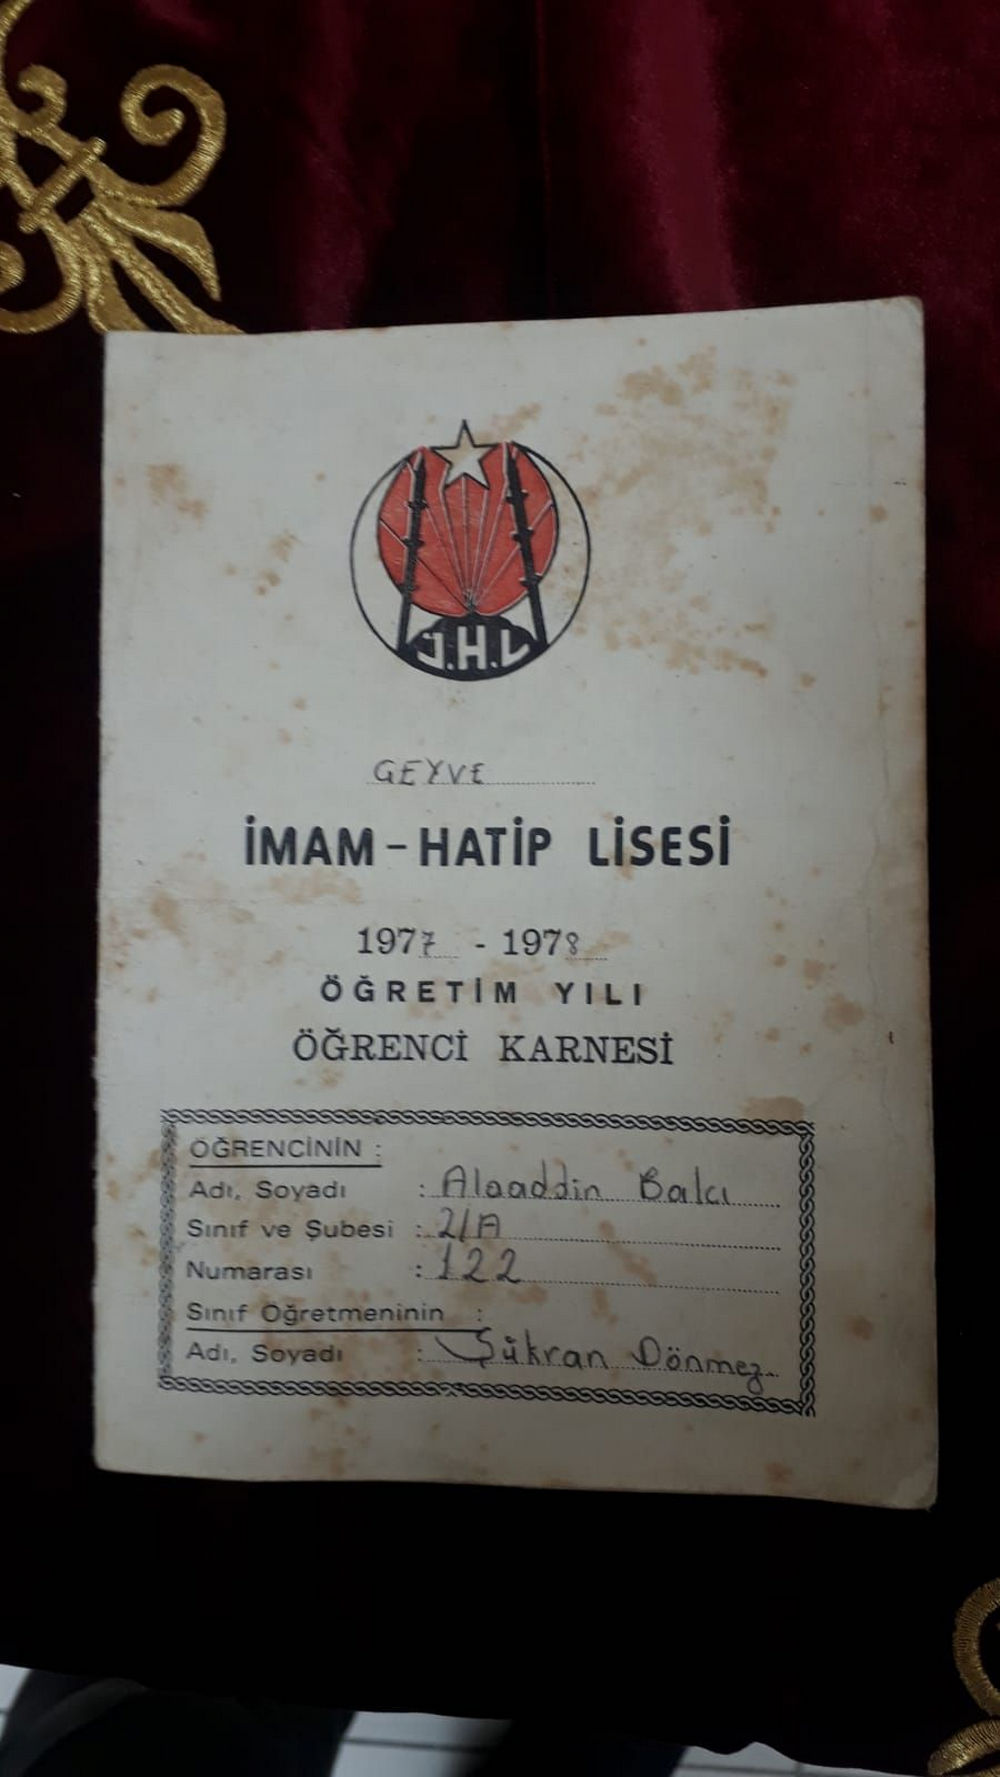 İ.H.L
GEYVE
İMAM - HATİP LİSESİ
1977 - 1978
ÖĞRETİM YILI
ÖĞRENCİ KARNESİ
ÖĞRENCİNİN :
Adı, Soyadı : Alaaddin Balcı
Sınıf ve Şubesi : 2/A
Numarası : 122
Sınıf Öğretmeninin :
Adı, Soyadı : Şükran Dönmez